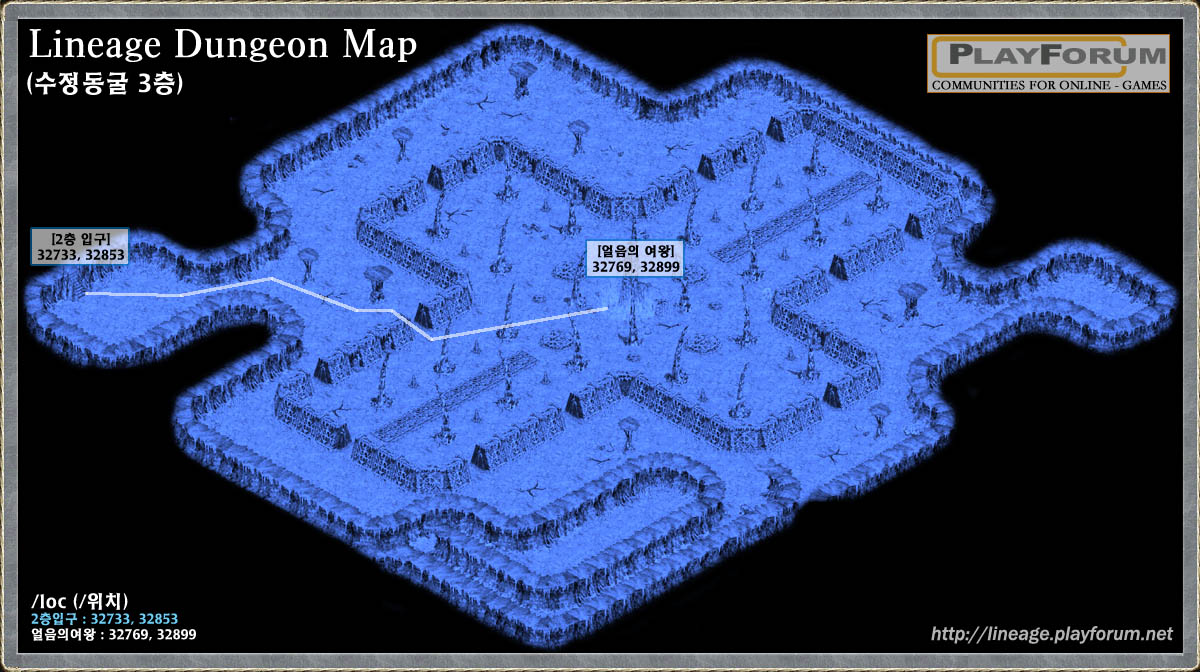 Lineage Dungeon Map
(수정동굴 3층)
PLAYFORUM
COMMUNITIES FOR ONLINE - GAMES
[2층 입구]
32733, 32853
[얼음의 여왕]
32769, 32899
/loc (/위치)
2층입구 : 32733, 32853
얼음의여왕 : 32769, 32899
http://lineage.playforum.net